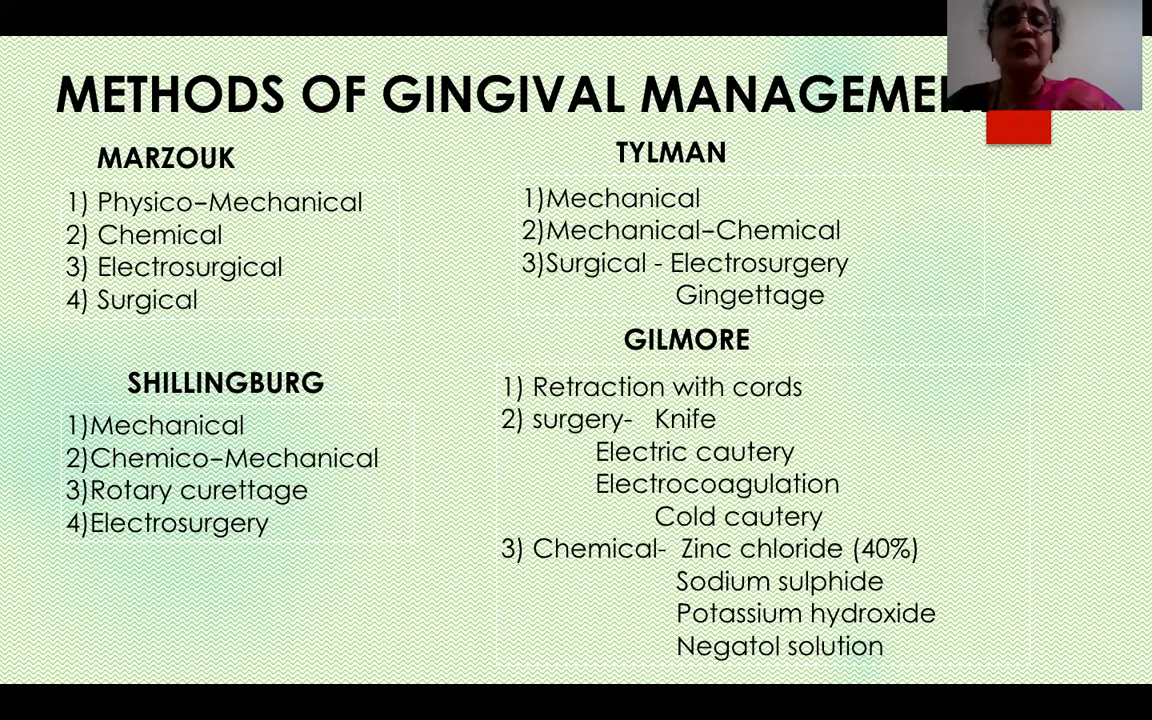 METHODS OF GINGIVAL
MARZOUK
1) Physico-Mechanical
2) Chemical
3) Electrosurgical
4) Surgical
SHILLINGBURG
1)Mechanical
2)Chemico-Mechanical
3)Rotary curettage
4)Electrosurgery
TYLMAN
1)Mechanical
2)Mechanical-Chemical
3)Surgical - Electrosurgery
Gingettage
GILMORE
1) Retraction with cords
2) surgery- Knife
Electric cautery
Electrocoagulation
Cold cautery
3) Chemical- Zinc chloride (40%)
Sodium sulphide
Potassium hydroxide
Negatol solution